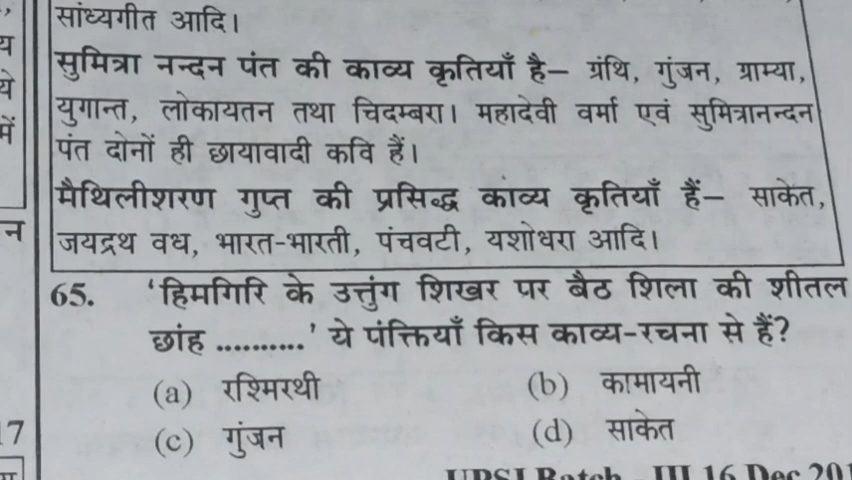 सांध्यगीत आदि।
सुमित्रा नन्दन पंत की काव्य कृतियाँ है– ग्रंथि, गुंजन, ग्राम्या,
युगान्त, लोकायतन तथा चिदम्बरा। महादेवी वर्मा एवं सुमित्रानन्दन
पंत दोनों ही छायावादी कवि हैं।
मैथिलीशरण गुप्त की प्रसिद्ध काव्य कृतियाँ हैं– साकेत,
जयद्रथ वध, भारत-भारती, पंचवटी, यशोधरा आदि।
65. 'हिमगिरि के उत्तुंग शिखर पर बैठ शिला की शीतल
छांह ..........' ये पंक्तियाँ किस काव्य-रचना से हैं?
(a) रश्मिरथी (b) कामायनी
(c) गुंजन (d) साकेत
य
ये
में
न
17
UPSI Batch - III 16 Dec 201